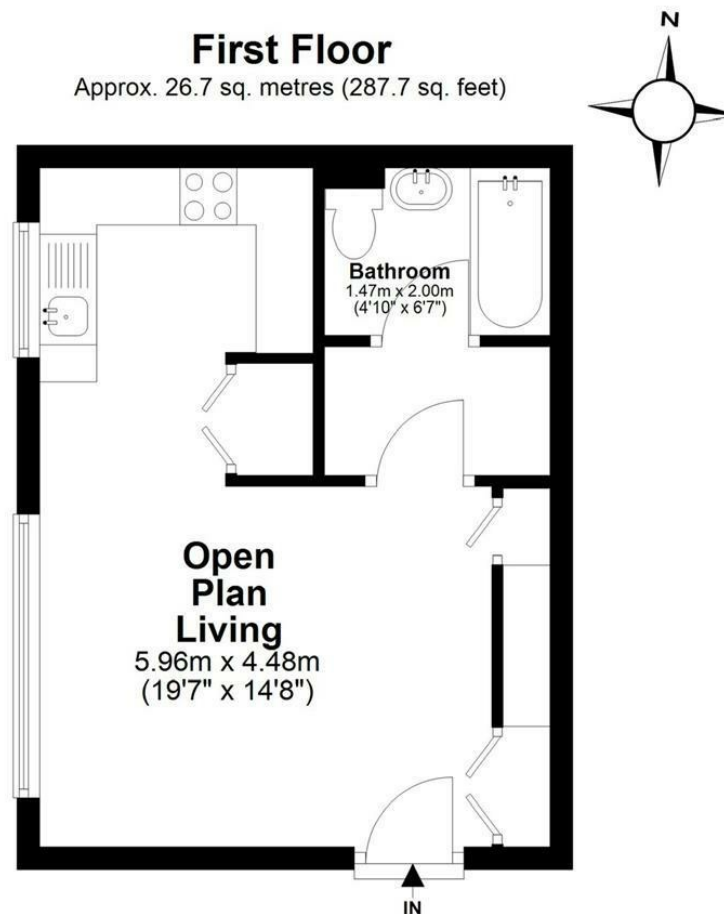 First Floor
Approx. 26.7 sq. metres (287.7 sq. feet)
N
Bathroom
1.47m x 2.00m
(4'10" x 6'7")
Open
Plan
Living
5.96m x 4.48m
(19'7" x 14'8")
IN